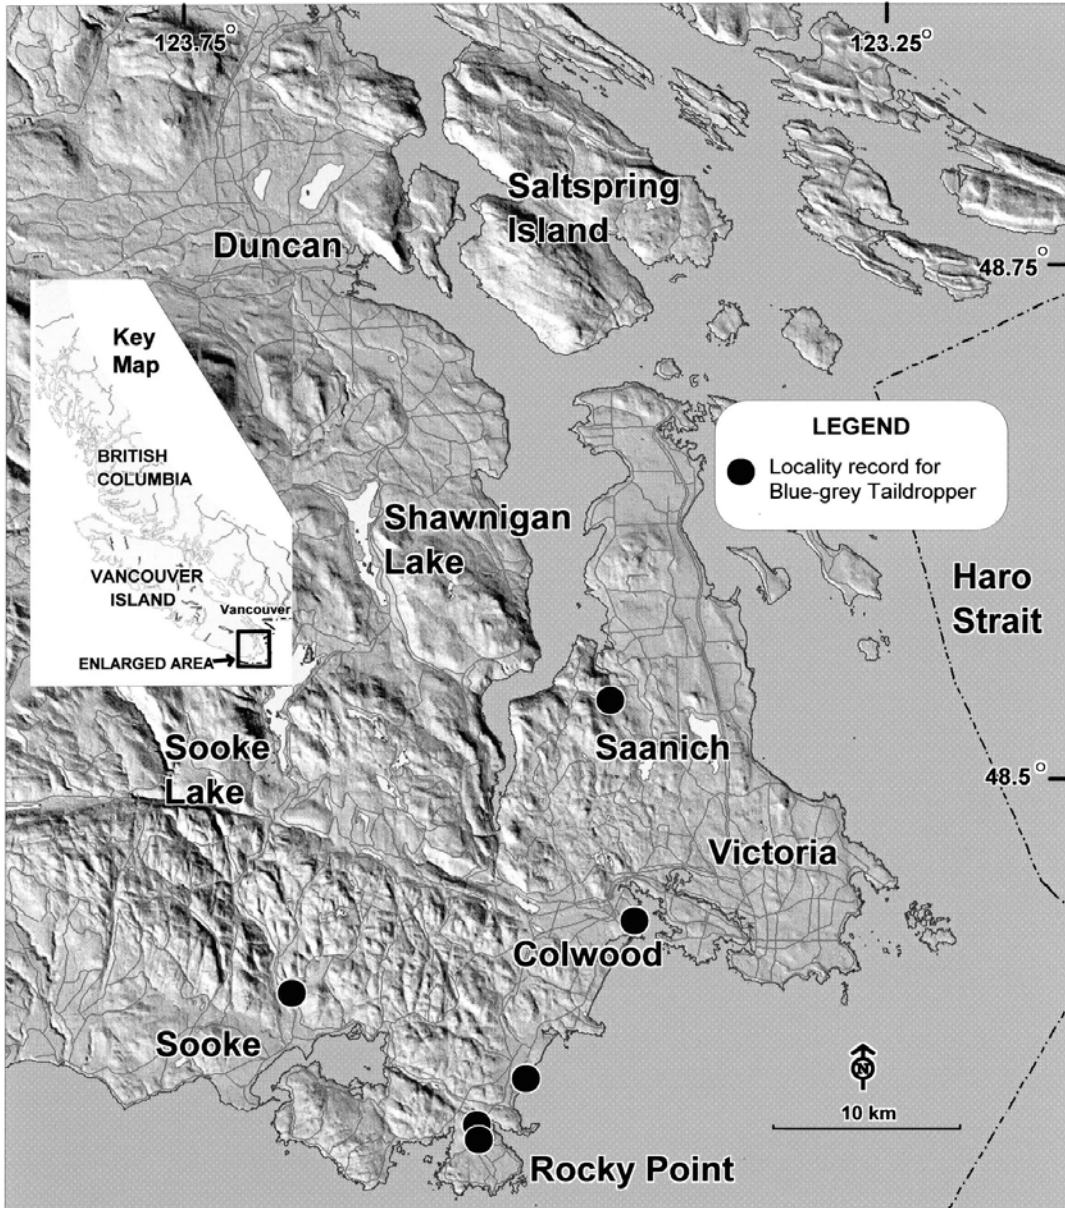 123.75°
123.25°
Saltspring
Island
Duncan
48.75°
Key
Map
BRITISH
COLUMBIA
VANCOUVER
ISLAND
Vancouver
ENLARGED AREA
LEGEND
Locality record for
Blue-grey Taildropper
Shawnigan
Lake
Haro
Strait
Saanich
Sooke
Lake
48.5°
Victoria
Colwood
Sooke
N
10 km
Rocky Point